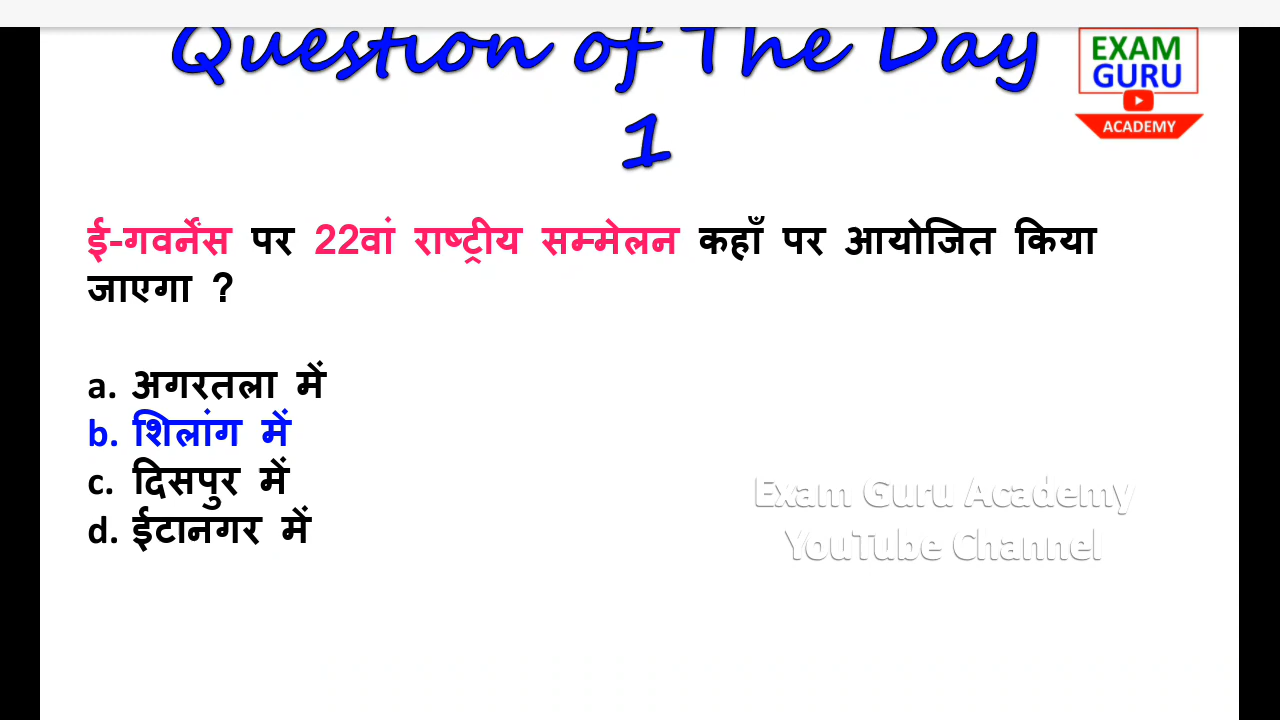 Question of The Day
1
EXAM
GURU
ACADEMY
ई-गवर्नेंस पर 22वां राष्ट्रीय सम्मेलन कहाँ पर आयोजित किया
जाएगा ?
a. अगरतला में
b. शिलांग में
c. दिसपुर में
d. ईटानगर में
Exam Guru Academy
YouTube Channel